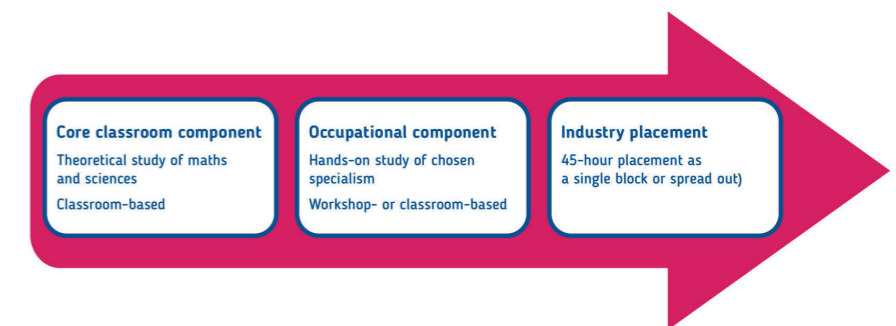 Core classroom component
Theoretical study of maths
and sciences
Classroom-based
Occupational component
Hands-on study of chosen
specialism
Workshop- or classroom-based
Industry placement
45-hour placement as
a single block or spread out)